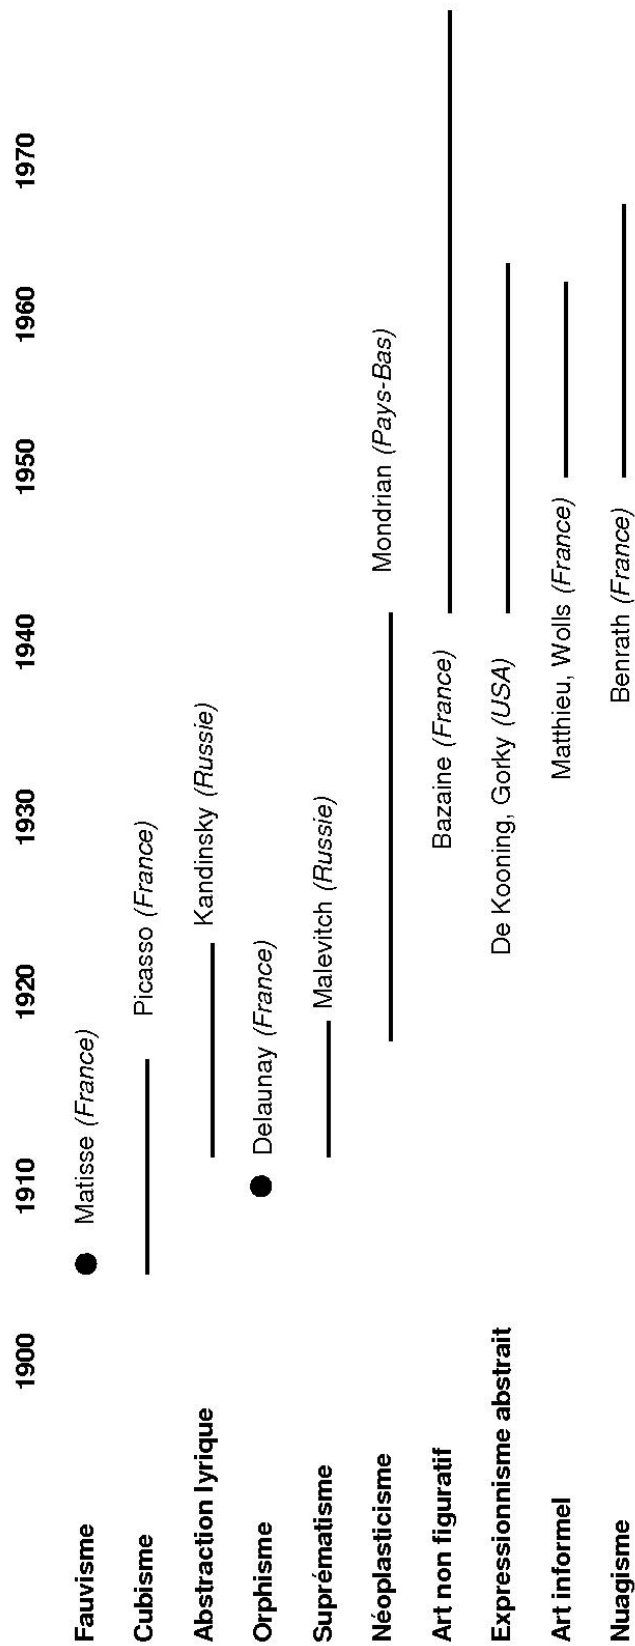 1900 1910 1920 1930 1940 1950 1960 1970
Fauvisme Matisse (France)
Cubisme Picasso (France)
Abstraction lyrique Kandinsky (Russie)
Orphisme Delaunay (France)
Suprématisme Malevitch (Russie)
Néoplasticisme Mondrian (Pays-Bas)
Art non figuratif Bazaine (France)
Expressionnisme abstrait De Kooning, Gorky (USA)
Art informel Matthieu, Wolls (France)
Nuagisme Benrath (France)